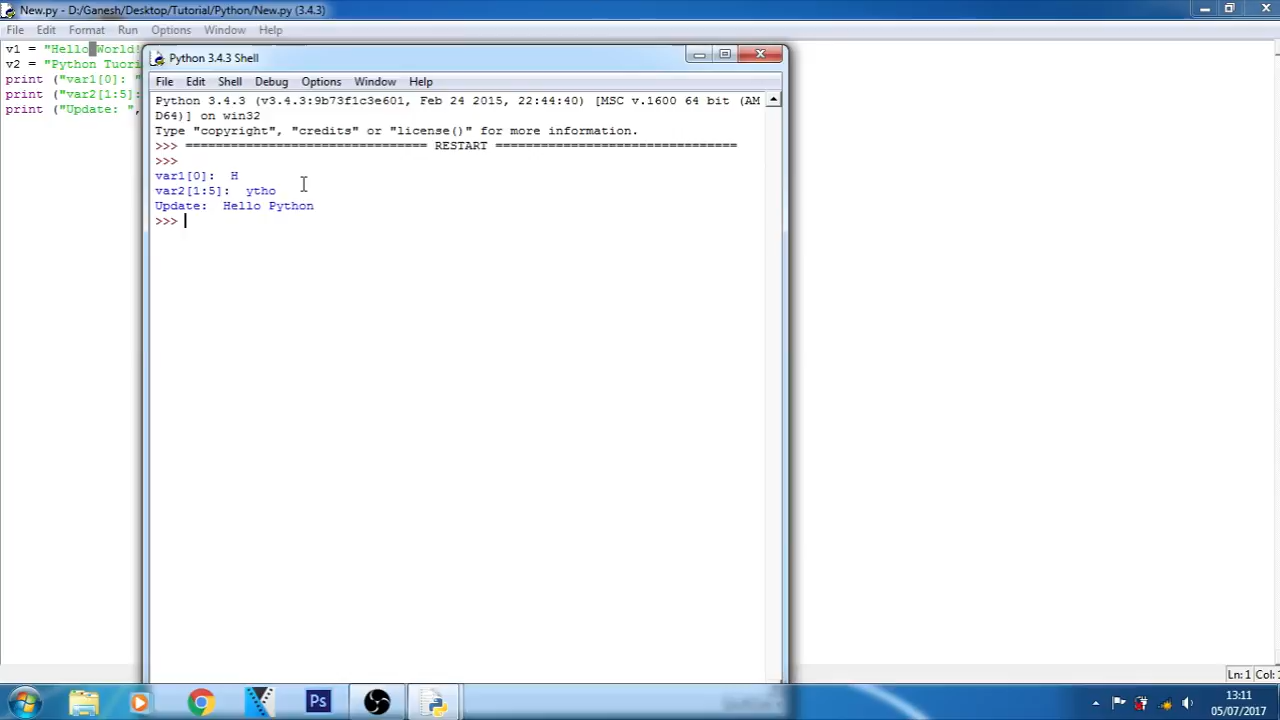 New.py - D:/Ganesh/Desktop/Tutorial/Python/New.py (3.4.3)
File Edit Format Run Options Window Help
v1 = "Hello World!
v2 = "Python Tuori
print ("var1[0]: "
print ("var2[1:5]:
print ("Update: ",
Python 3.4.3 Shell
File Edit Shell Debug Options Window Help
Python 3.4.3 (v3.4.3:9b73f1c3e601, Feb 24 2015, 22:44:40) [MSC v.1600 64 bit (AM
D64)] on win32
Type "copyright", "credits" or "license()" for more information.
>>> ================================ RESTART ================================
>>>
var1[0]:  H
var2[1:5]:  ytho
Update:  Hello Python
>>>
Ln: 1 Col:
Ps
13:11
05/07/2017